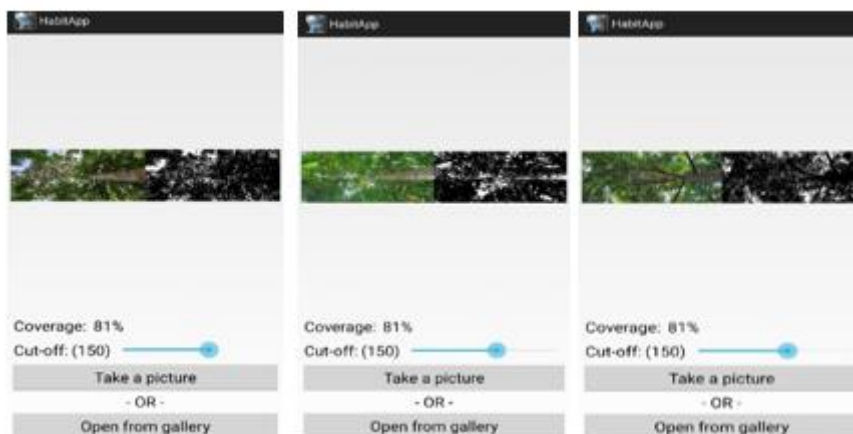 HabitApp
Coverage: 81%
Cut-off: (150)
Take a picture
- OR -
Open from gallery
HabitApp
Coverage: 81%
Cut-off: (150)
Take a picture
- OR -
Open from gallery
HabitApp
Coverage: 81%
Cut-off: (150)
Take a picture
- OR -
Open from gallery